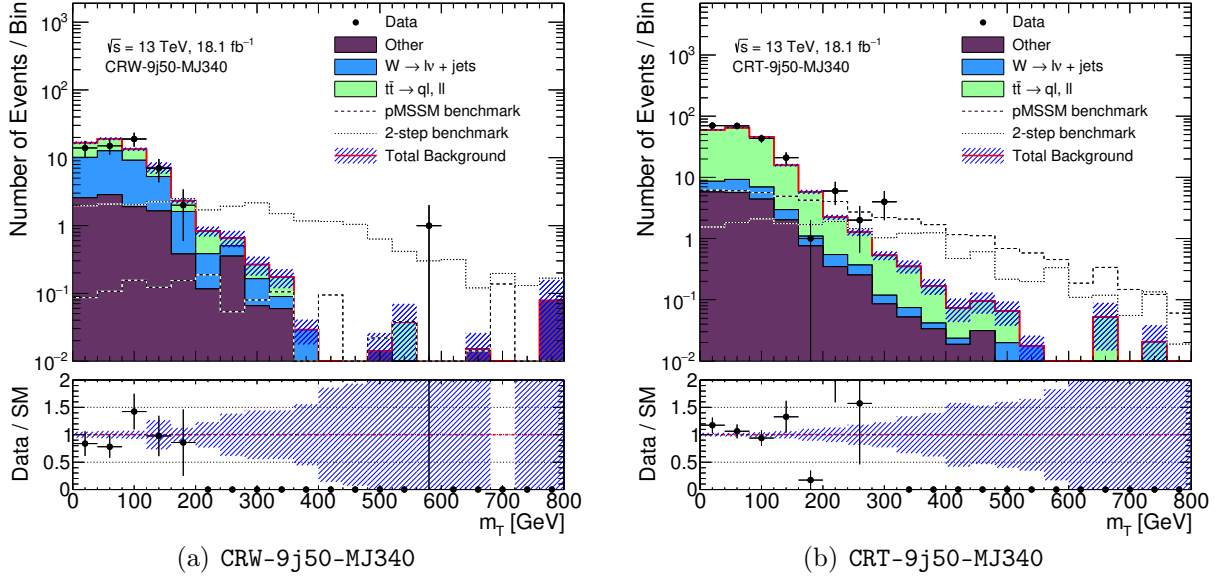 Number of Events / Bin
10³
10²
10
1
10⁻¹
10⁻²
√s = 13 TeV, 18.1 fb⁻¹
CRW-9j50-MJ340
Data
Other
W → lν + jets
tt̄ → ql, ll
pMSSM benchmark
2-step benchmark
Total Background
Data / SM
2
1.5
1
0.5
0
0 100 200 300 400 500 600 700 800
m_T [GeV]
(a) CRW-9j50-MJ340
Number of Events / Bin
10³
10²
10
1
10⁻¹
10⁻²
√s = 13 TeV, 18.1 fb⁻¹
CRT-9j50-MJ340
Data
Other
W → lν + jets
tt̄ → ql, ll
pMSSM benchmark
2-step benchmark
Total Background
Data / SM
2
1.5
1
0.5
0
0 100 200 300 400 500 600 700 800
m_T [GeV]
(b) CRT-9j50-MJ340